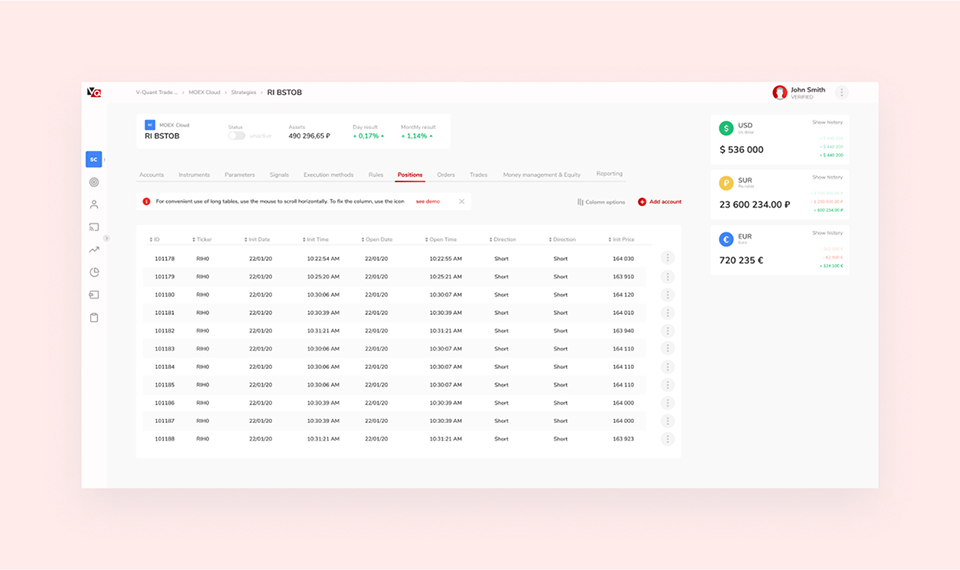 V-Quant Trade ... > MOEX Cloud > Strategies > RI BSTOB
John Smith
VERIFIED
SC MOEX Cloud
RI BSTOB
Status
Assets
490 296,65 ₽
Day result
+ 0,17%
Monthly result
+ 1,14%
SC
Accounts Instruments Parameters Signals Execution methods Rules Positions Orders Trades Money management & Equity Reporting
For convenient use of long tables, use the mouse to scroll horizontally. To fix the column, use the icon see demo
Column options
Add account
ID Ticker Init Date Init Time Open Date Open Time Direction Direction Init Price
101178 RIH0 22/01/20 10:22:54 AM 22/01/20 10:22:55 AM Short Short 164 030
101179 RIH0 22/01/20 10:25:20 AM 22/01/20 10:25:21 AM Short Short 163 910
101180 RIH0 22/01/20 10:30:06 AM 22/01/20 10:30:07 AM Short Short 164 120
101181 RIH0 22/01/20 10:30:39 AM 22/01/20 10:30:39 AM Short Short 164 010
101182 RIH0 22/01/20 10:31:21 AM 22/01/20 10:31:21 AM Short Short 163 940
101183 RIH0 22/01/20 10:30:06 AM 22/01/20 10:30:07 AM Short Short 164 110
101184 RIH0 22/01/20 10:30:06 AM 22/01/20 10:30:07 AM Short Short 164 110
101185 RIH0 22/01/20 10:30:06 AM 22/01/20 10:30:07 AM Short Short 164 110
101186 RIH0 22/01/20 10:30:39 AM 22/01/20 10:30:39 AM Short Short 164 000
101187 RIH0 22/01/20 10:30:39 AM 22/01/20 10:30:39 AM Short Short 164 000
101188 RIH0 22/01/20 10:31:21 AM 22/01/20 10:31:21 AM Short Short 163 923
USD
Show history
$ 536 000
SUR
Show history
23 600 234.00 ₽
EUR
Show history
720 235 €